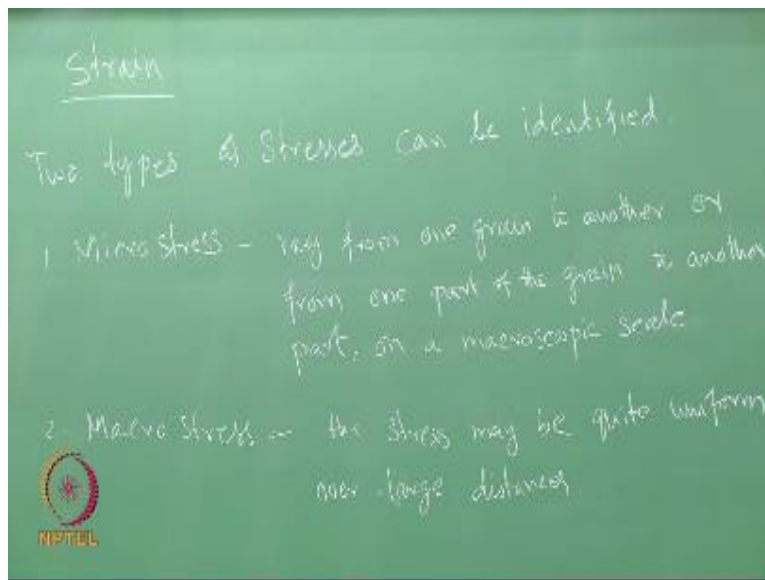 Strain
Two types of Stresses can be identified.
1 Micro stress - vary from one grain to another or
from one part of the grain to another
part, on a macroscopic scale
2 Macro stress - the stress may be quite uniform
over large distances
NPTEL